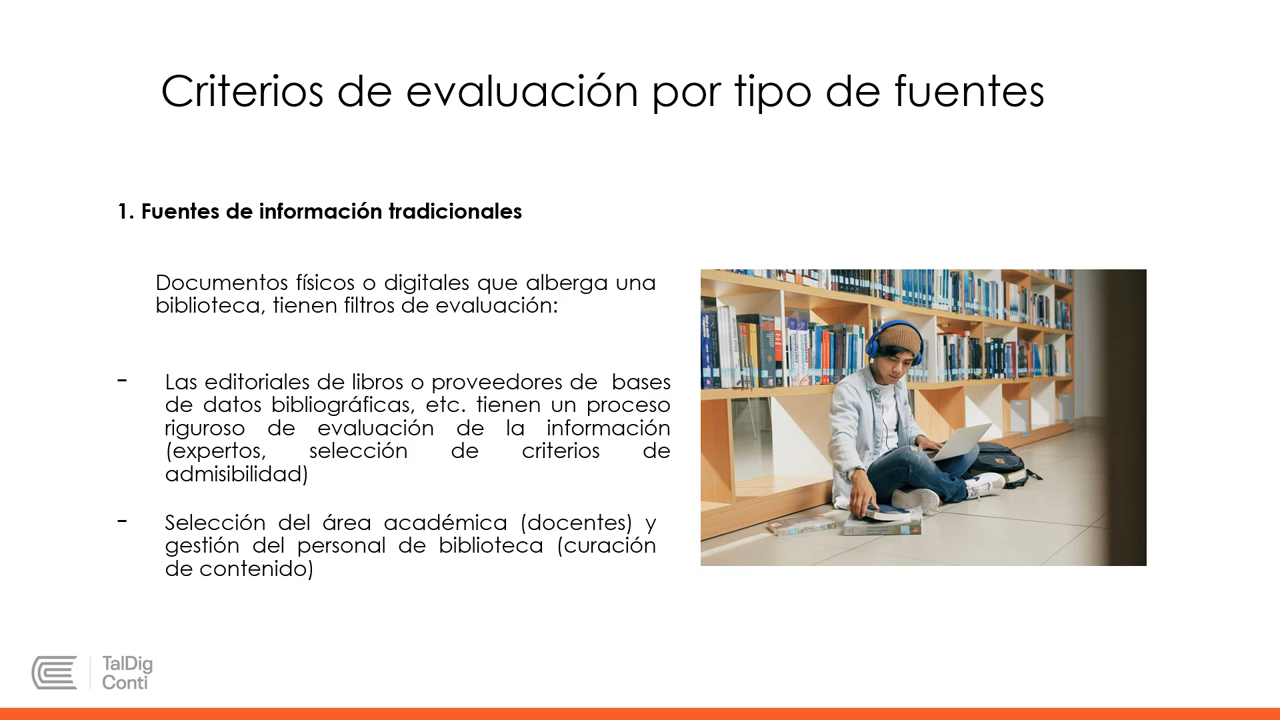 Criterios de evaluación por tipo de fuentes
1. Fuentes de información tradicionales
Documentos físicos o digitales que alberga una
biblioteca, tienen filtros de evaluación:
- Las editoriales de libros o proveedores de bases
de datos bibliográficas, etc. tienen un proceso
riguroso de evaluación de la información
(expertos, selección de criterios de
admisibilidad)
- Selección del área académica (docentes) y
gestión del personal de biblioteca (curación
de contenido)
TalDig
Conti